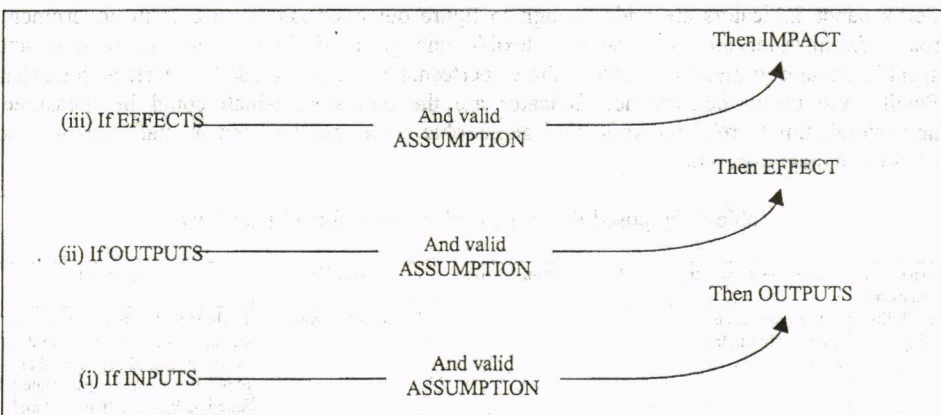 Then IMPACT
(iii) If EFFECTS
And valid
ASSUMPTION
Then EFFECT
(ii) If OUTPUTS
And valid
ASSUMPTION
Then OUTPUTS
(i) If INPUTS
And valid
ASSUMPTION